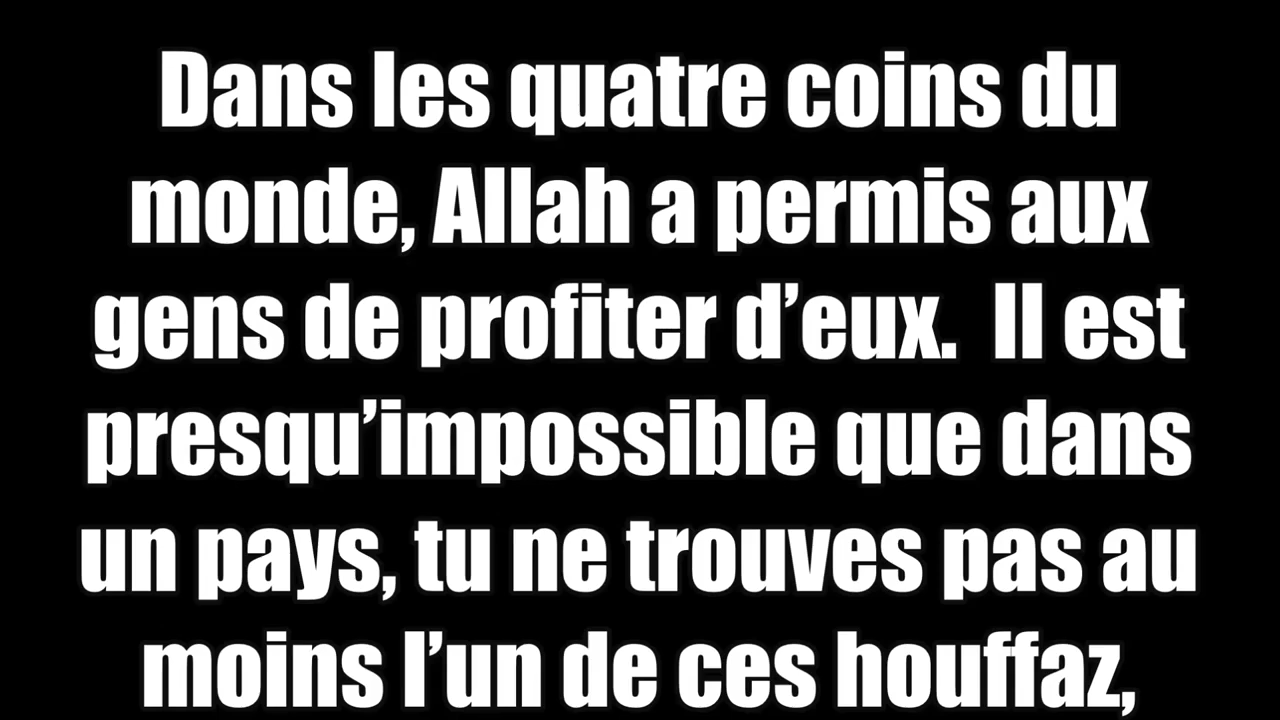 Dans les quatre coins du
monde, Allah a permis aux
gens de profiter d’eux.  Il est
presqu’impossible que dans
un pays, tu ne trouves pas au
moins l’un de ces houffaz,